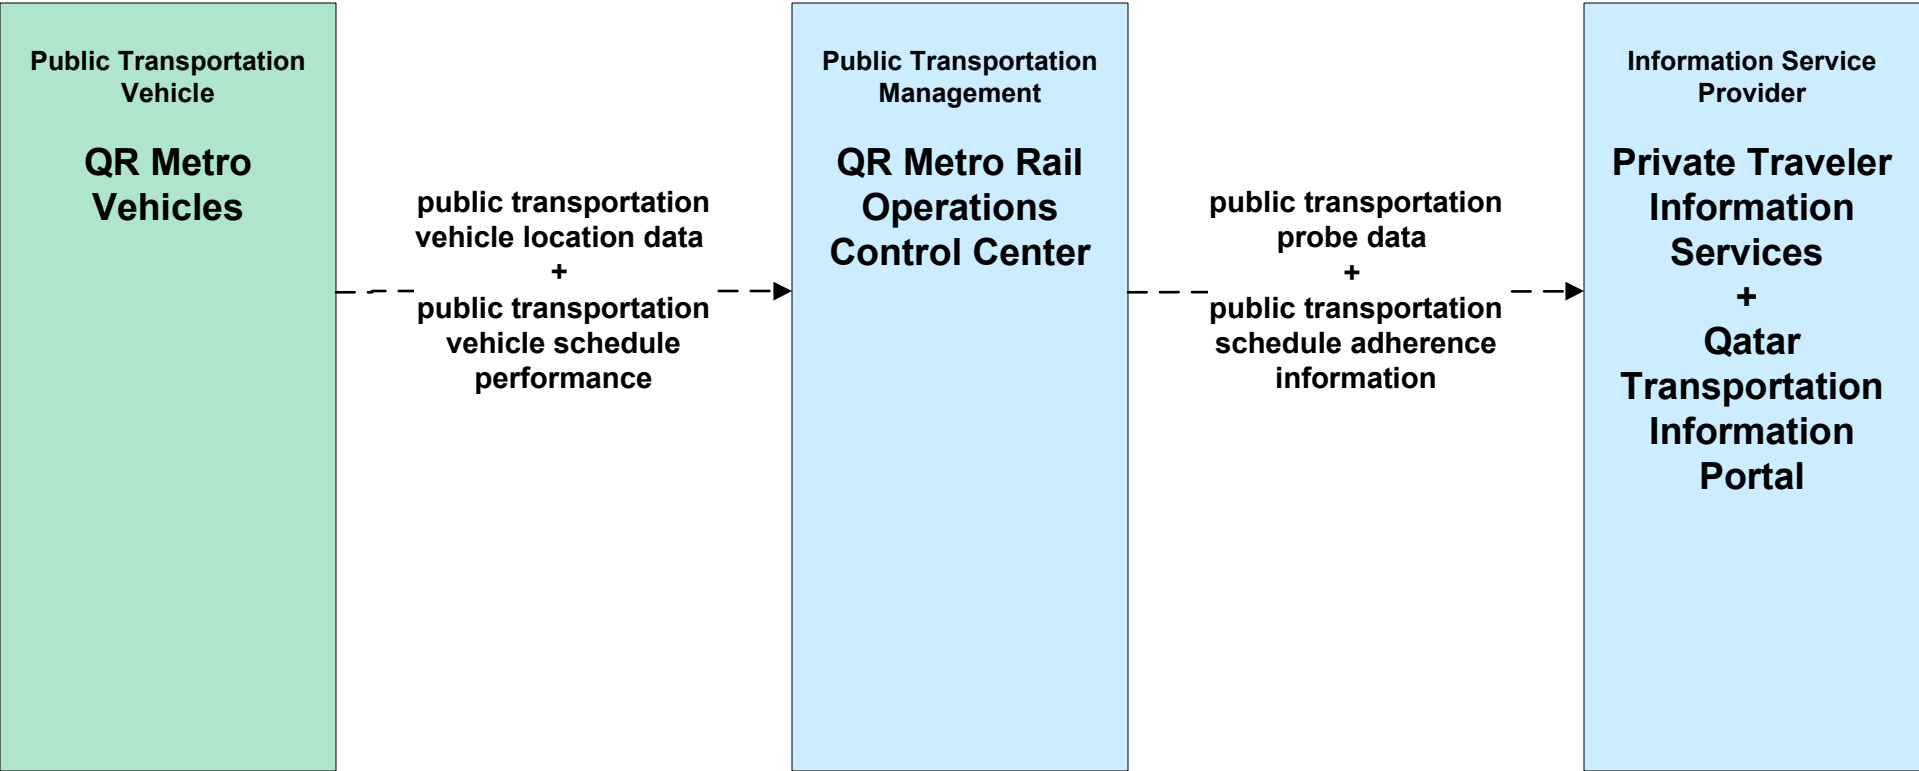 Public Transportation
Vehicle
QR Metro
Vehicles
public transportation
vehicle location data
+
public transportation
vehicle schedule
performance
Public Transportation
Management
QR Metro Rail
Operations
Control Center
public transportation
probe data
+
public transportation
schedule adherence
information
Information Service
Provider
Private Traveler
Information
Services
+
Qatar
Transportation
Information
Portal